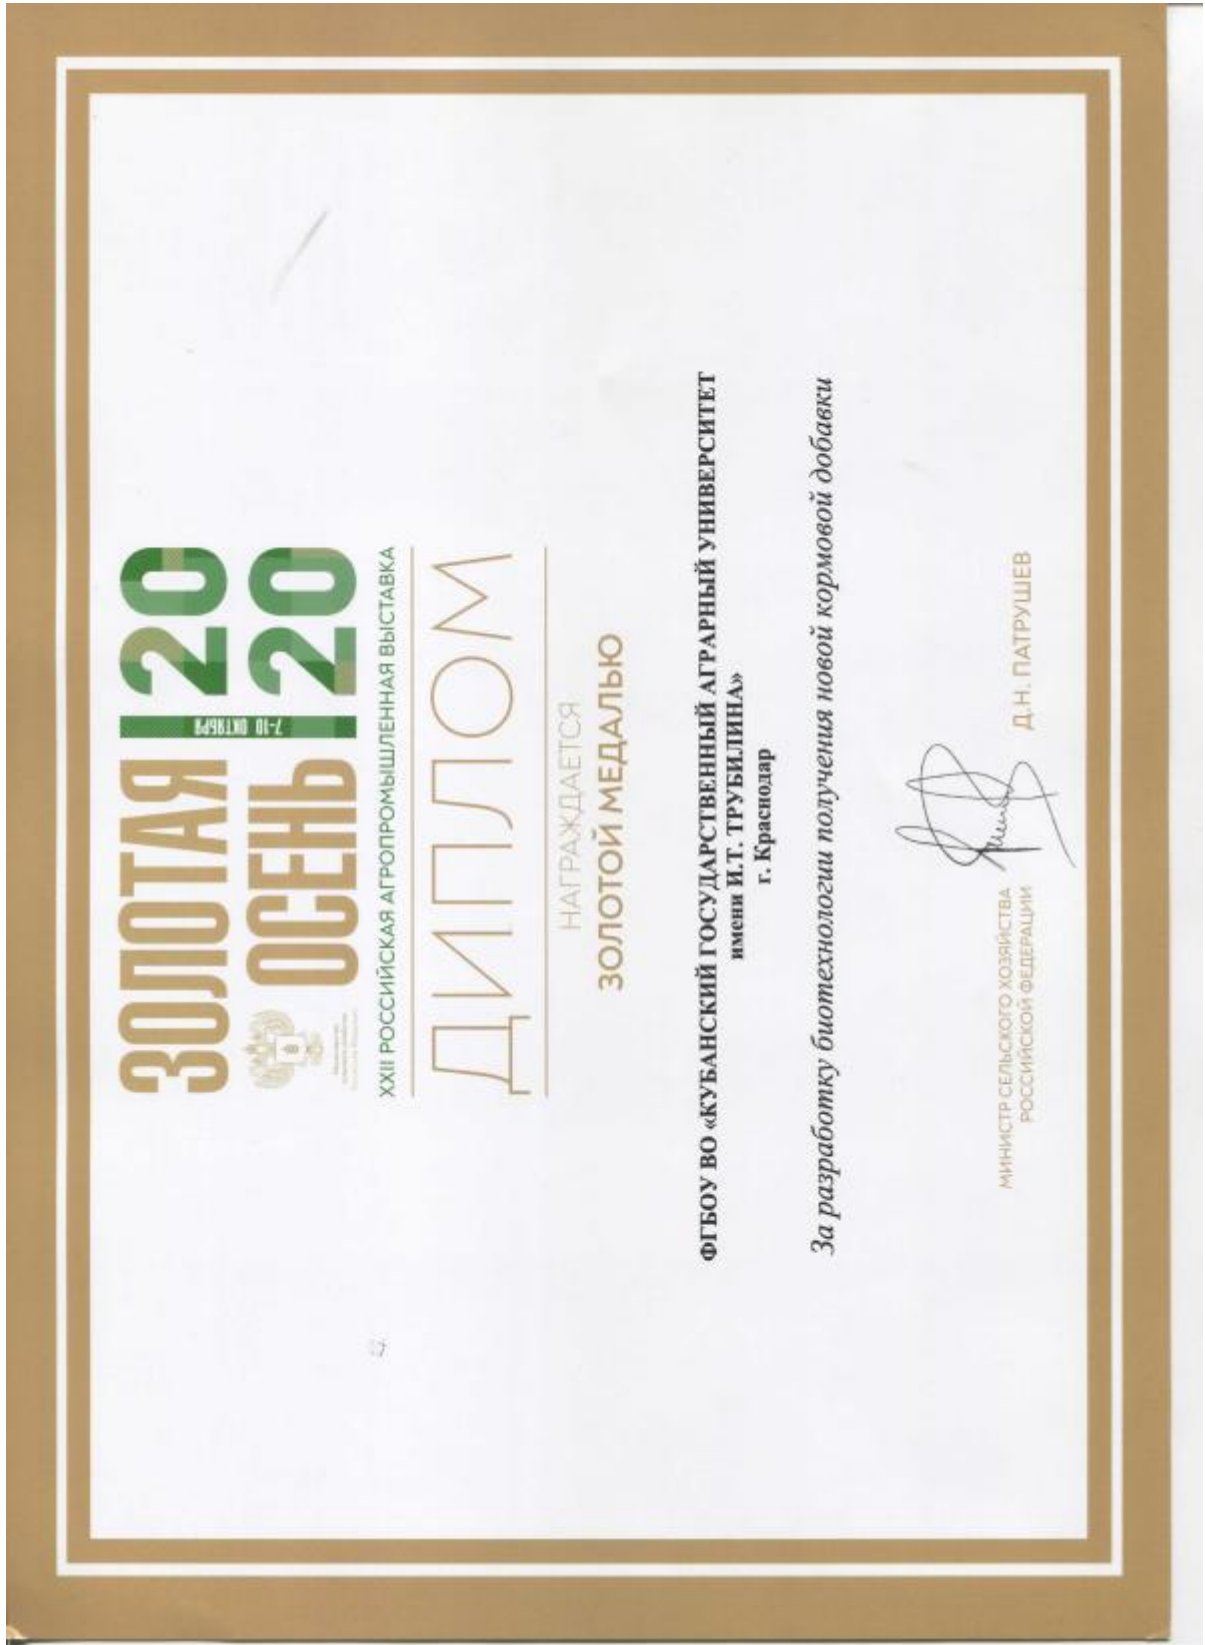 ЗОЛОТАЯ
ОСЕНЬ
7-10 ОКТЯБРЯ
20
20
XXII РОССИЙСКАЯ АГРОПРОМЫШЛЕННАЯ ВЫСТАВКА
ДИПЛОМ
НАГРАЖДАЕТСЯ
ЗОЛОТОЙ МЕДАЛЬЮ
ФГБОУ ВО «КУБАНСКИЙ ГОСУДАРСТВЕННЫЙ АГРАРНЫЙ УНИВЕРСИТЕТ
имени И.Т. ТРУБИЛИНА»
г. Краснодар
За разработку биотехнологии получения новой кормовой добавки
МИНИСТР СЕЛЬСКОГО ХОЗЯЙСТВА
РОССИЙСКОЙ ФЕДЕРАЦИИ
Д.Н. ПАТРУШЕВ